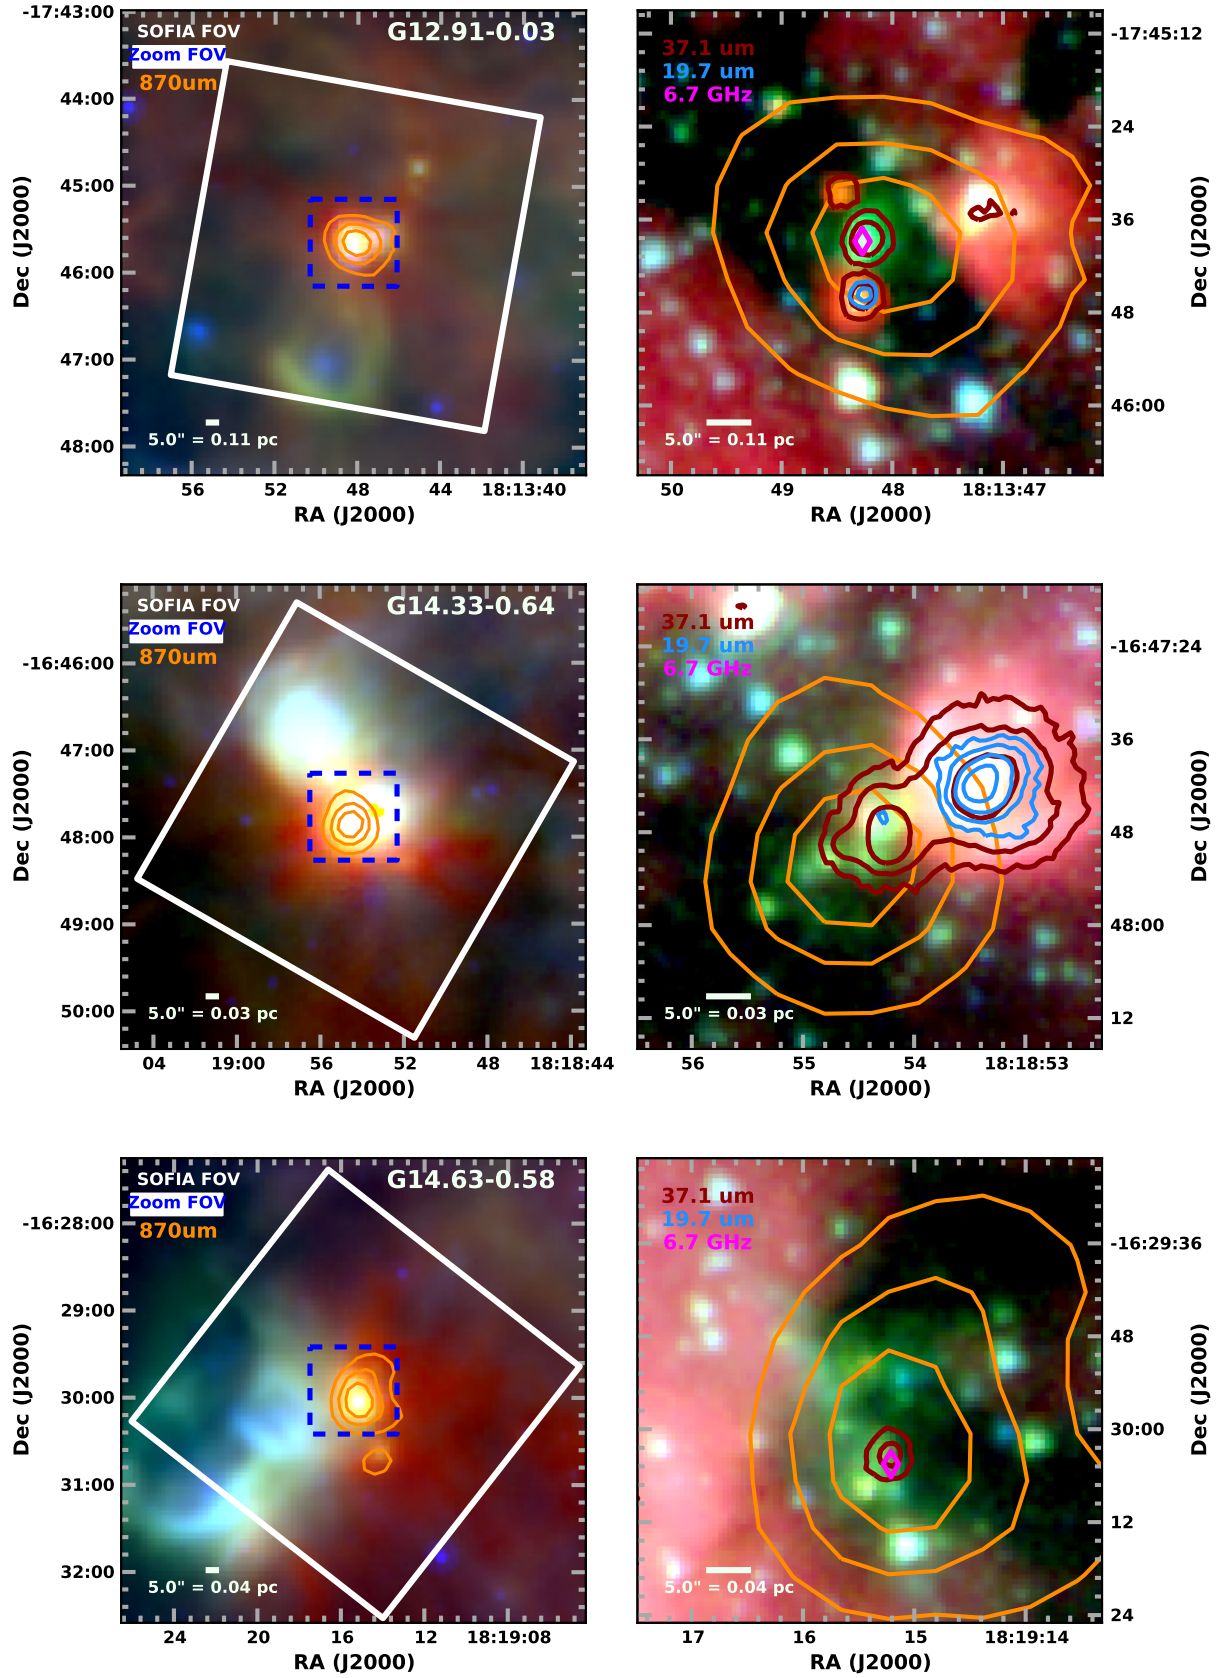 SOFIA FOV
Zoom FOV
870um
G12.91-0.03
-17:43:00
44:00
45:00
46:00
47:00
48:00
Dec (J2000)
5.0" = 0.11 pc
56 52 48 44 18:13:40
RA (J2000)
37.1 um
19.7 um
6.7 GHz
-17:45:12
24
36
48
46:00
Dec (J2000)
5.0" = 0.11 pc
50 49 48 18:13:47
RA (J2000)
SOFIA FOV
Zoom FOV
870um
G14.33-0.64
-16:46:00
47:00
48:00
49:00
50:00
Dec (J2000)
5.0" = 0.03 pc
04 19:00 56 52 48 18:18:44
RA (J2000)
37.1 um
19.7 um
6.7 GHz
-16:47:24
36
48
48:00
12
Dec (J2000)
5.0" = 0.03 pc
56 55 54 18:18:53
RA (J2000)
SOFIA FOV
Zoom FOV
870um
G14.63-0.58
-16:28:00
29:00
30:00
31:00
32:00
Dec (J2000)
5.0" = 0.04 pc
24 20 16 12 18:19:08
RA (J2000)
37.1 um
19.7 um
6.7 GHz
-16:29:36
48
30:00
12
24
Dec (J2000)
5.0" = 0.04 pc
17 16 15 18:19:14
RA (J2000)